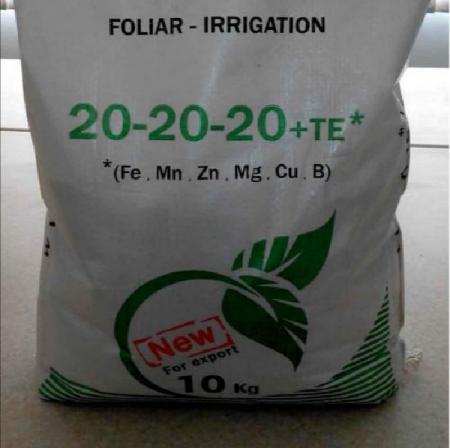 FOLIAR - IRRIGATION
20-20-20+TE*
*(Fe . Mn . Zn . Mg . Cu . B)
New
For export
10 Kg